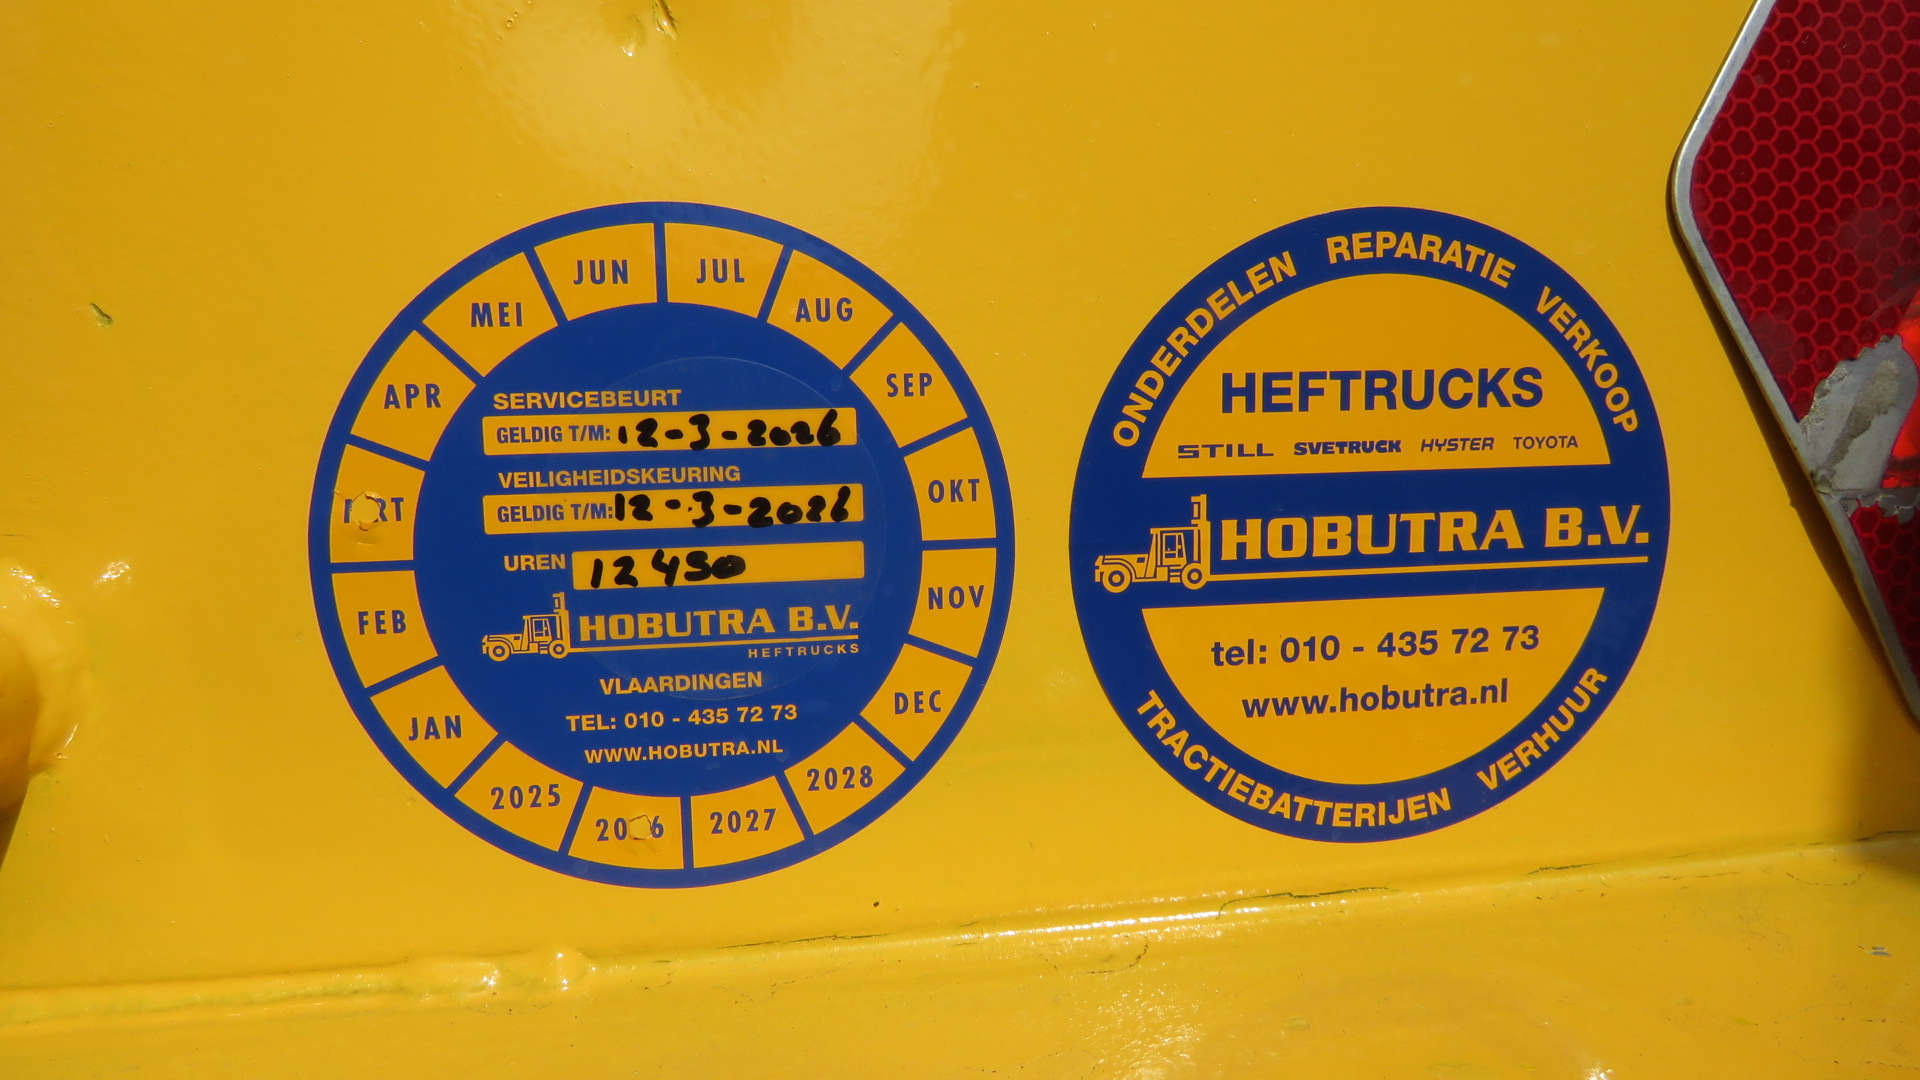 JAN
FEB
APR
MEI
JUN
JUL
AUG
SEP
OKT
NOV
DEC
2025
2027
2028
SERVICEBEURT
GELDIG T/M: 12-3-2026
VEILIGHEIDSKEURING
GELDIG T/M: 12-3-2026
UREN 12450
HOBUTRA B.V.
HEFTRUCKS
VLAARDINGEN
TEL: 010 - 435 72 73
WWW.HOBUTRA.NL
ONDERDELEN REPARATIE VERKOOP
HEFTRUCKS
STILL SVETRUCK HYSTER TOYOTA
HOBUTRA B.V.
tel: 010 - 435 72 73
www.hobutra.nl
TRACTIEBATTERIJEN VERHUUR